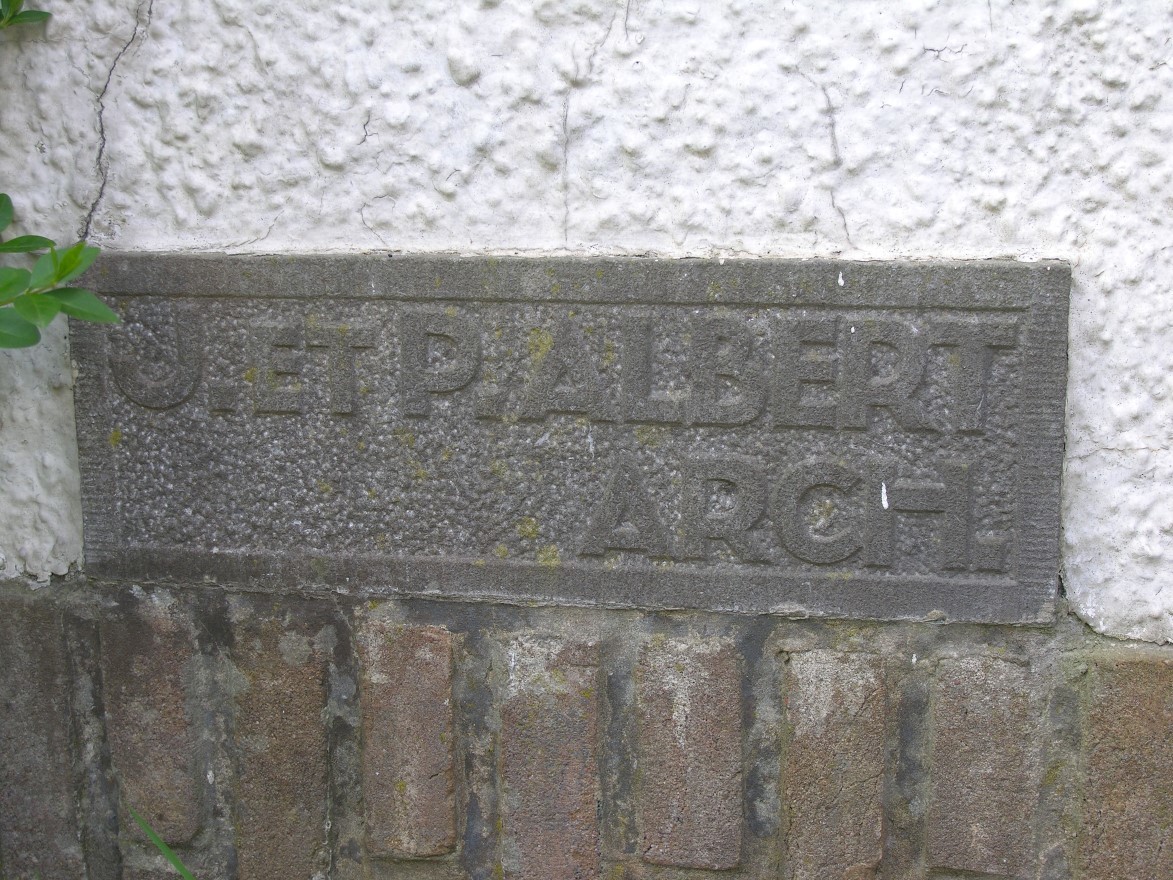 J. ET P. ALBERT
ARCH.